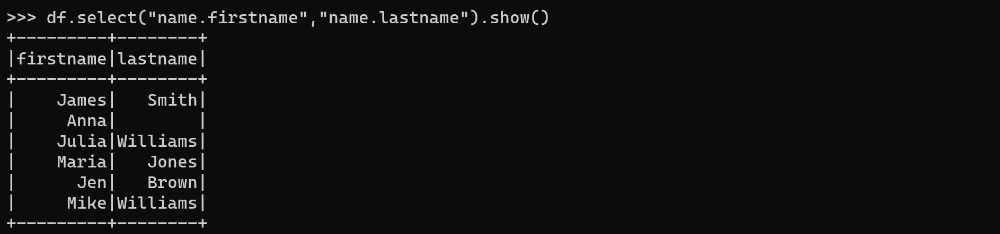 >>> df.select("name.firstname","name.lastname").show()
+---------+--------+
|firstname|lastname|
+---------+--------+
|    James|   Smith|
|     Anna|        |
|    Julia|Williams|
|    Maria|   Jones|
|      Jen|   Brown|
|     Mike|Williams|
+---------+--------+